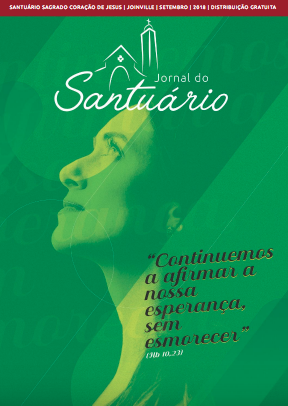 SANTUÁRIO SAGRADO CORAÇÃO DE JESUS | JOINVILLE | SETEMBRO | 2018 | DISTRIBUIÇÃO GRATUITA
Jornal do
Santuário
"Continuemos
a afirmar a
nossa
esperança,
sem
esmorecer"
(Hb 10,23)